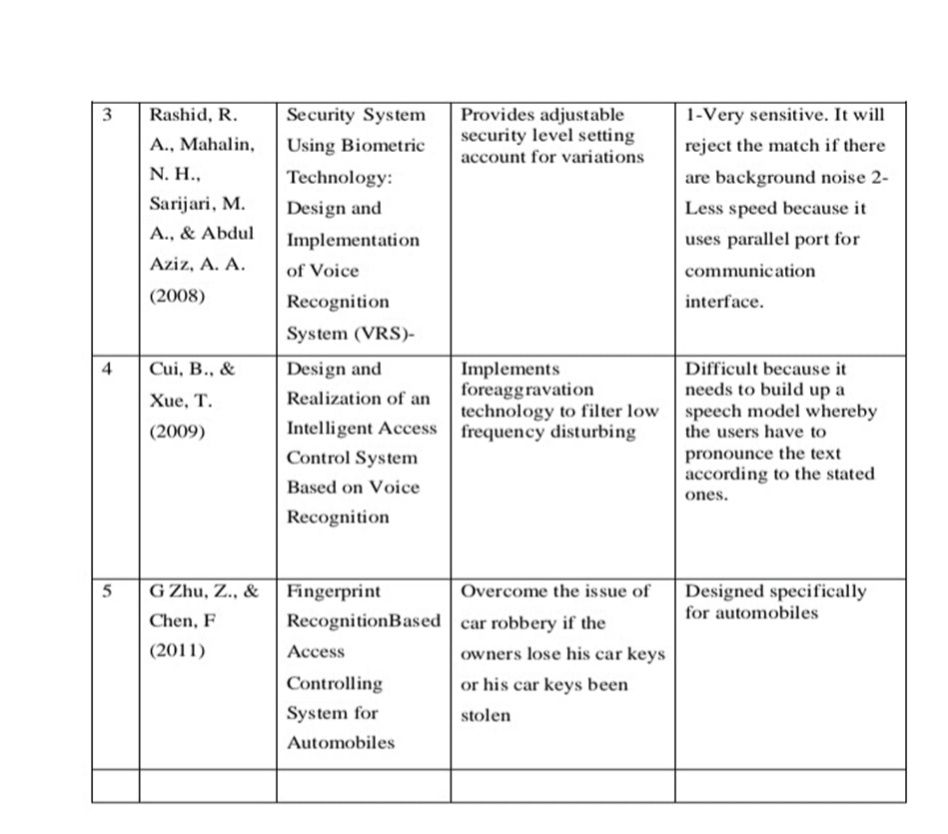 3
Rashid, R.
A., Mahalin,
N. H.,
Sarijari, M.
A., & Abdul
Aziz, A. A.
(2008)
Security System
Using Biometric
Technology:
Design and
Implementation
of Voice
Recognition
System (VRS)-
Provides adjustable
security level setting
account for variations
1-Very sensitive. It will
reject the match if there
are background noise 2-
Less speed because it
uses parallel port for
communication
interface.
4
Cui, B., &
Xue, T.
(2009)
Design and
Realization of an
Intelligent Access
Control System
Based on Voice
Recognition
Implements
foreaggravation
technology to filter low
frequency disturbing
Difficult because it
needs to build up a
speech model whereby
the users have to
pronounce the text
according to the stated
ones.
5
G Zhu, Z., &
Chen, F
(2011)
Fingerprint
RecognitionBased
Access
Controlling
System for
Automobiles
Overcome the issue of
car robbery if the
owners lose his car keys
or his car keys been
stolen
Designed specifically
for automobiles